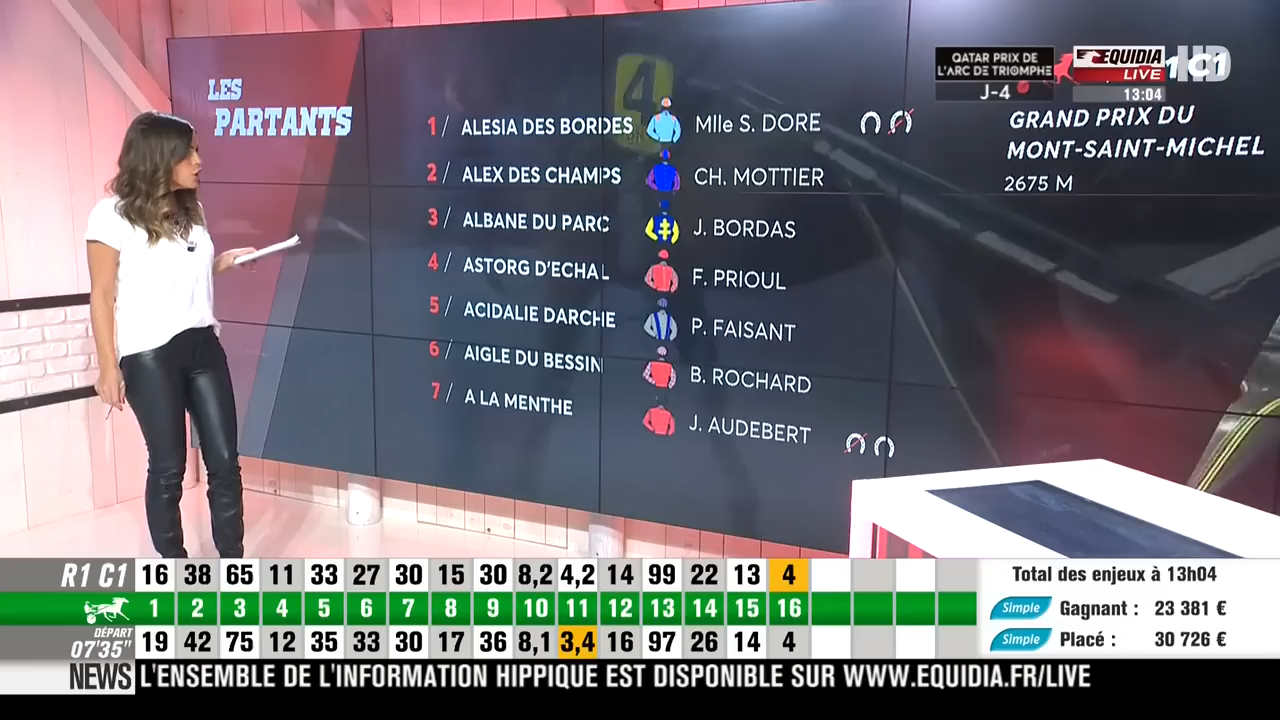 QATAR PRIX DE
L'ARC DE TRIOMPHE
J-4
EQUIDIA
LIVE
HD
C1
13:04
LES
PARTANTS
4
1/ ALESIA DES BORDES Mlle S. DORE
2/ ALEX DES CHAMPS CH. MOTTIER
3/ ALBANE DU PARC J. BORDAS
4/ ASTORG D'ECHAL F. PRIOUL
5/ ACIDALIE DARCHE P. FAISANT
6/ AIGLE DU BESSIN B. ROCHARD
7/ A LA MENTHE J. AUDEBERT
GRAND PRIX DU
MONT-SAINT-MICHEL
2675 M
R1 C1 16 38 65 11 33 27 30 15 30 8,2 4,2 14 99 22 13 4
1 2 3 4 5 6 7 8 9 10 11 12 13 14 15 16
DÉPART
07'35" 19 42 75 12 35 33 30 17 36 8,1 3,4 16 97 26 14 4
Total des enjeux à 13h04
Simple Gagnant : 23 381 €
Simple Placé : 30 726 €
NEWS L'ENSEMBLE DE L'INFORMATION HIPPIQUE EST DISPONIBLE SUR WWW.EQUIDIA.FR/LIVE